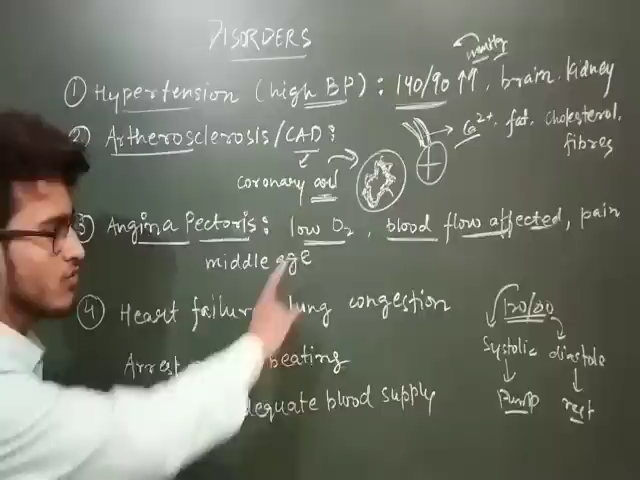 DISORDERS
① Hypertension (high BP) : 140/90 ↑↑, brain, kidney
② Artherosclerosis/CAD :
Ca²⁺, fat, cholesterol,
fibres
coronary
③ Angina Pectoris: low O₂, blood flow affected, pain
middle age
④ Heart failure lung congestion
Arrest beating
adequate blood supply
120/80
systolic diastole
Pump rest